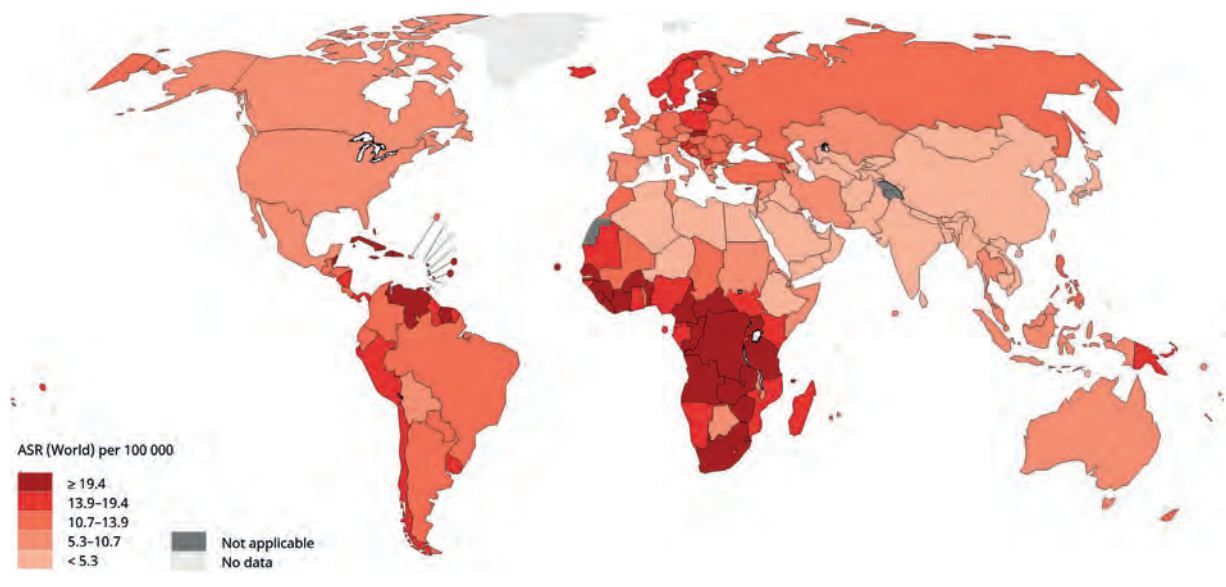 ASR (World) per 100 000
≥ 19.4
13.9–19.4
10.7–13.9
5.3–10.7
< 5.3
Not applicable
No data